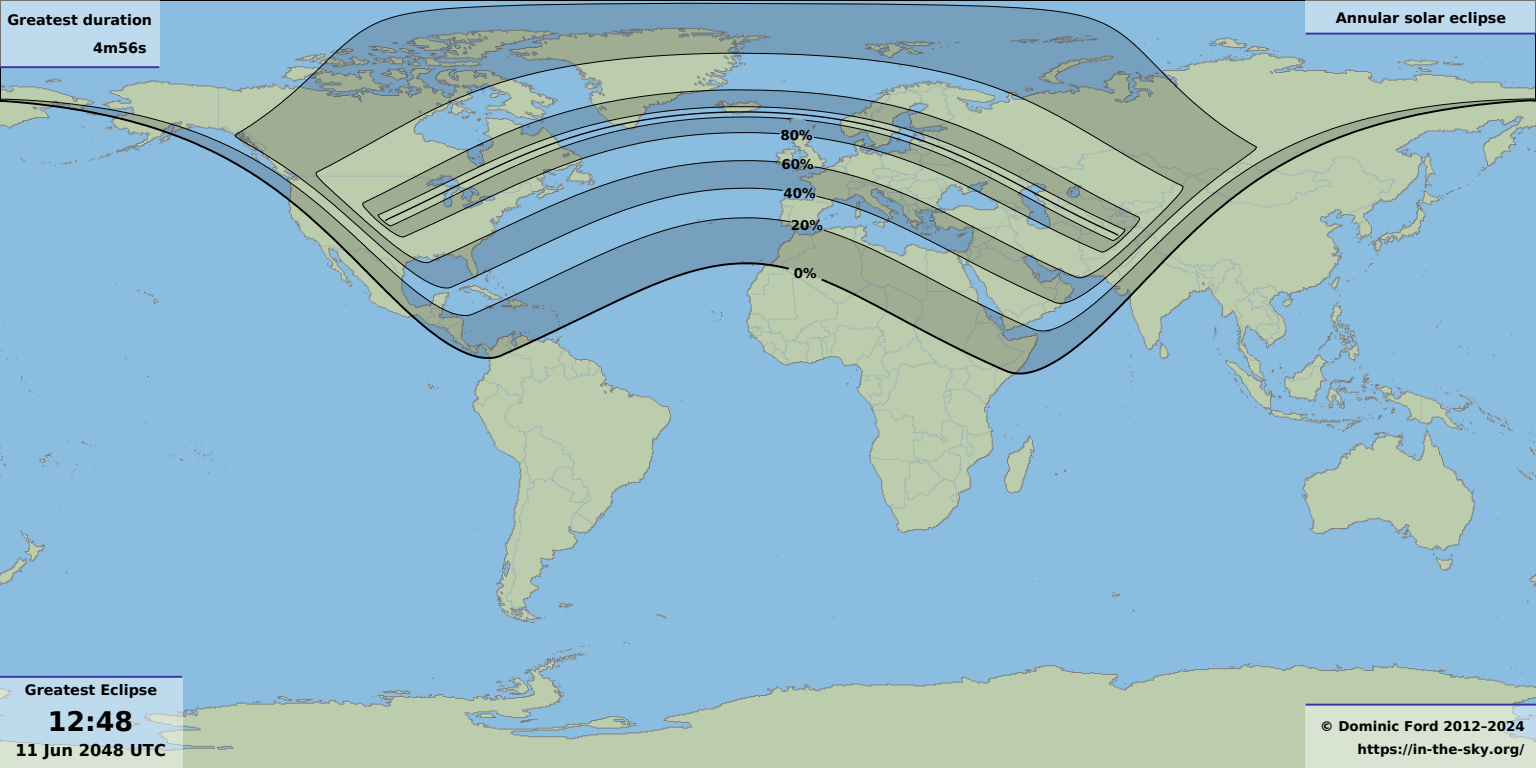 Greatest duration
4m56s
Annular solar eclipse
80%
60%
40%
20%
0%
Greatest Eclipse
12:48
11 Jun 2048 UTC
© Dominic Ford 2012–2024
https://in-the-sky.org/